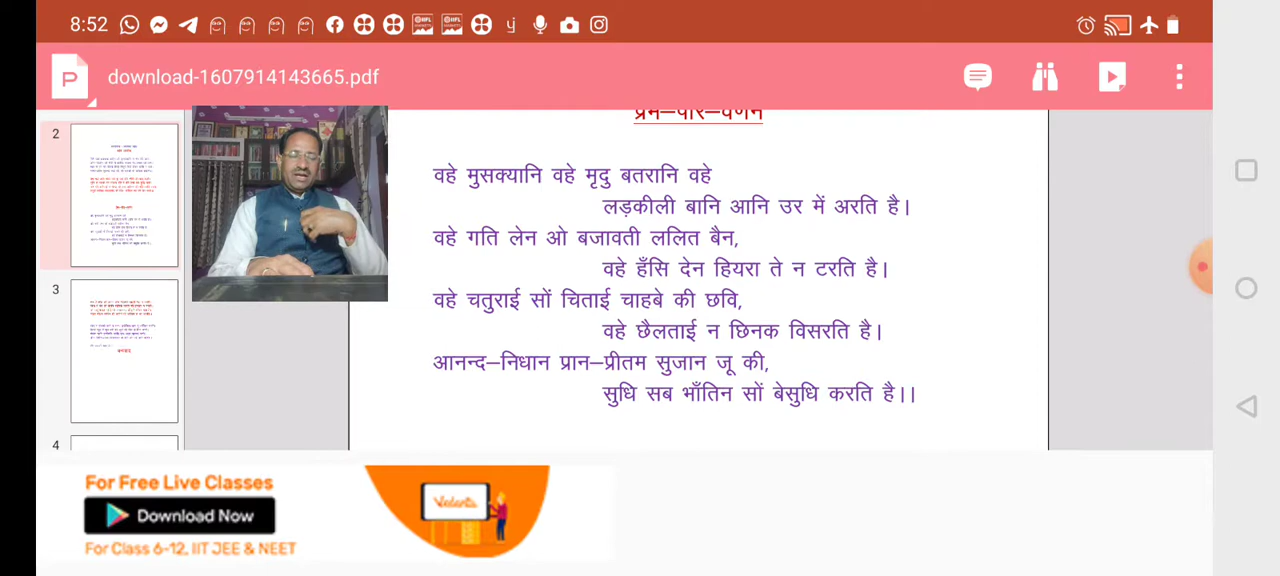 8:52
download-1607914143665.pdf
2
वहे मुसक्यानि वहे मृदु बतरानि वहे
लड़कीली बानि आनि उर में अरति है।
वहे गति लेन ओ बजावती ललित बैन,
वहे हँसि देन हियरा ते न टरति है।
वहे चतुराई सों चिताई चाहबे की छवि,
वहे छैलताई न छिनक विसरति है।
आनन्द–निधान प्रान–प्रीतम सुजान जू की,
सुधि सब भाँतिन सों बेसुधि करति है।।
3
4
For Free Live Classes
Download Now
For Class 6-12, IIT JEE & NEET
Vedantu